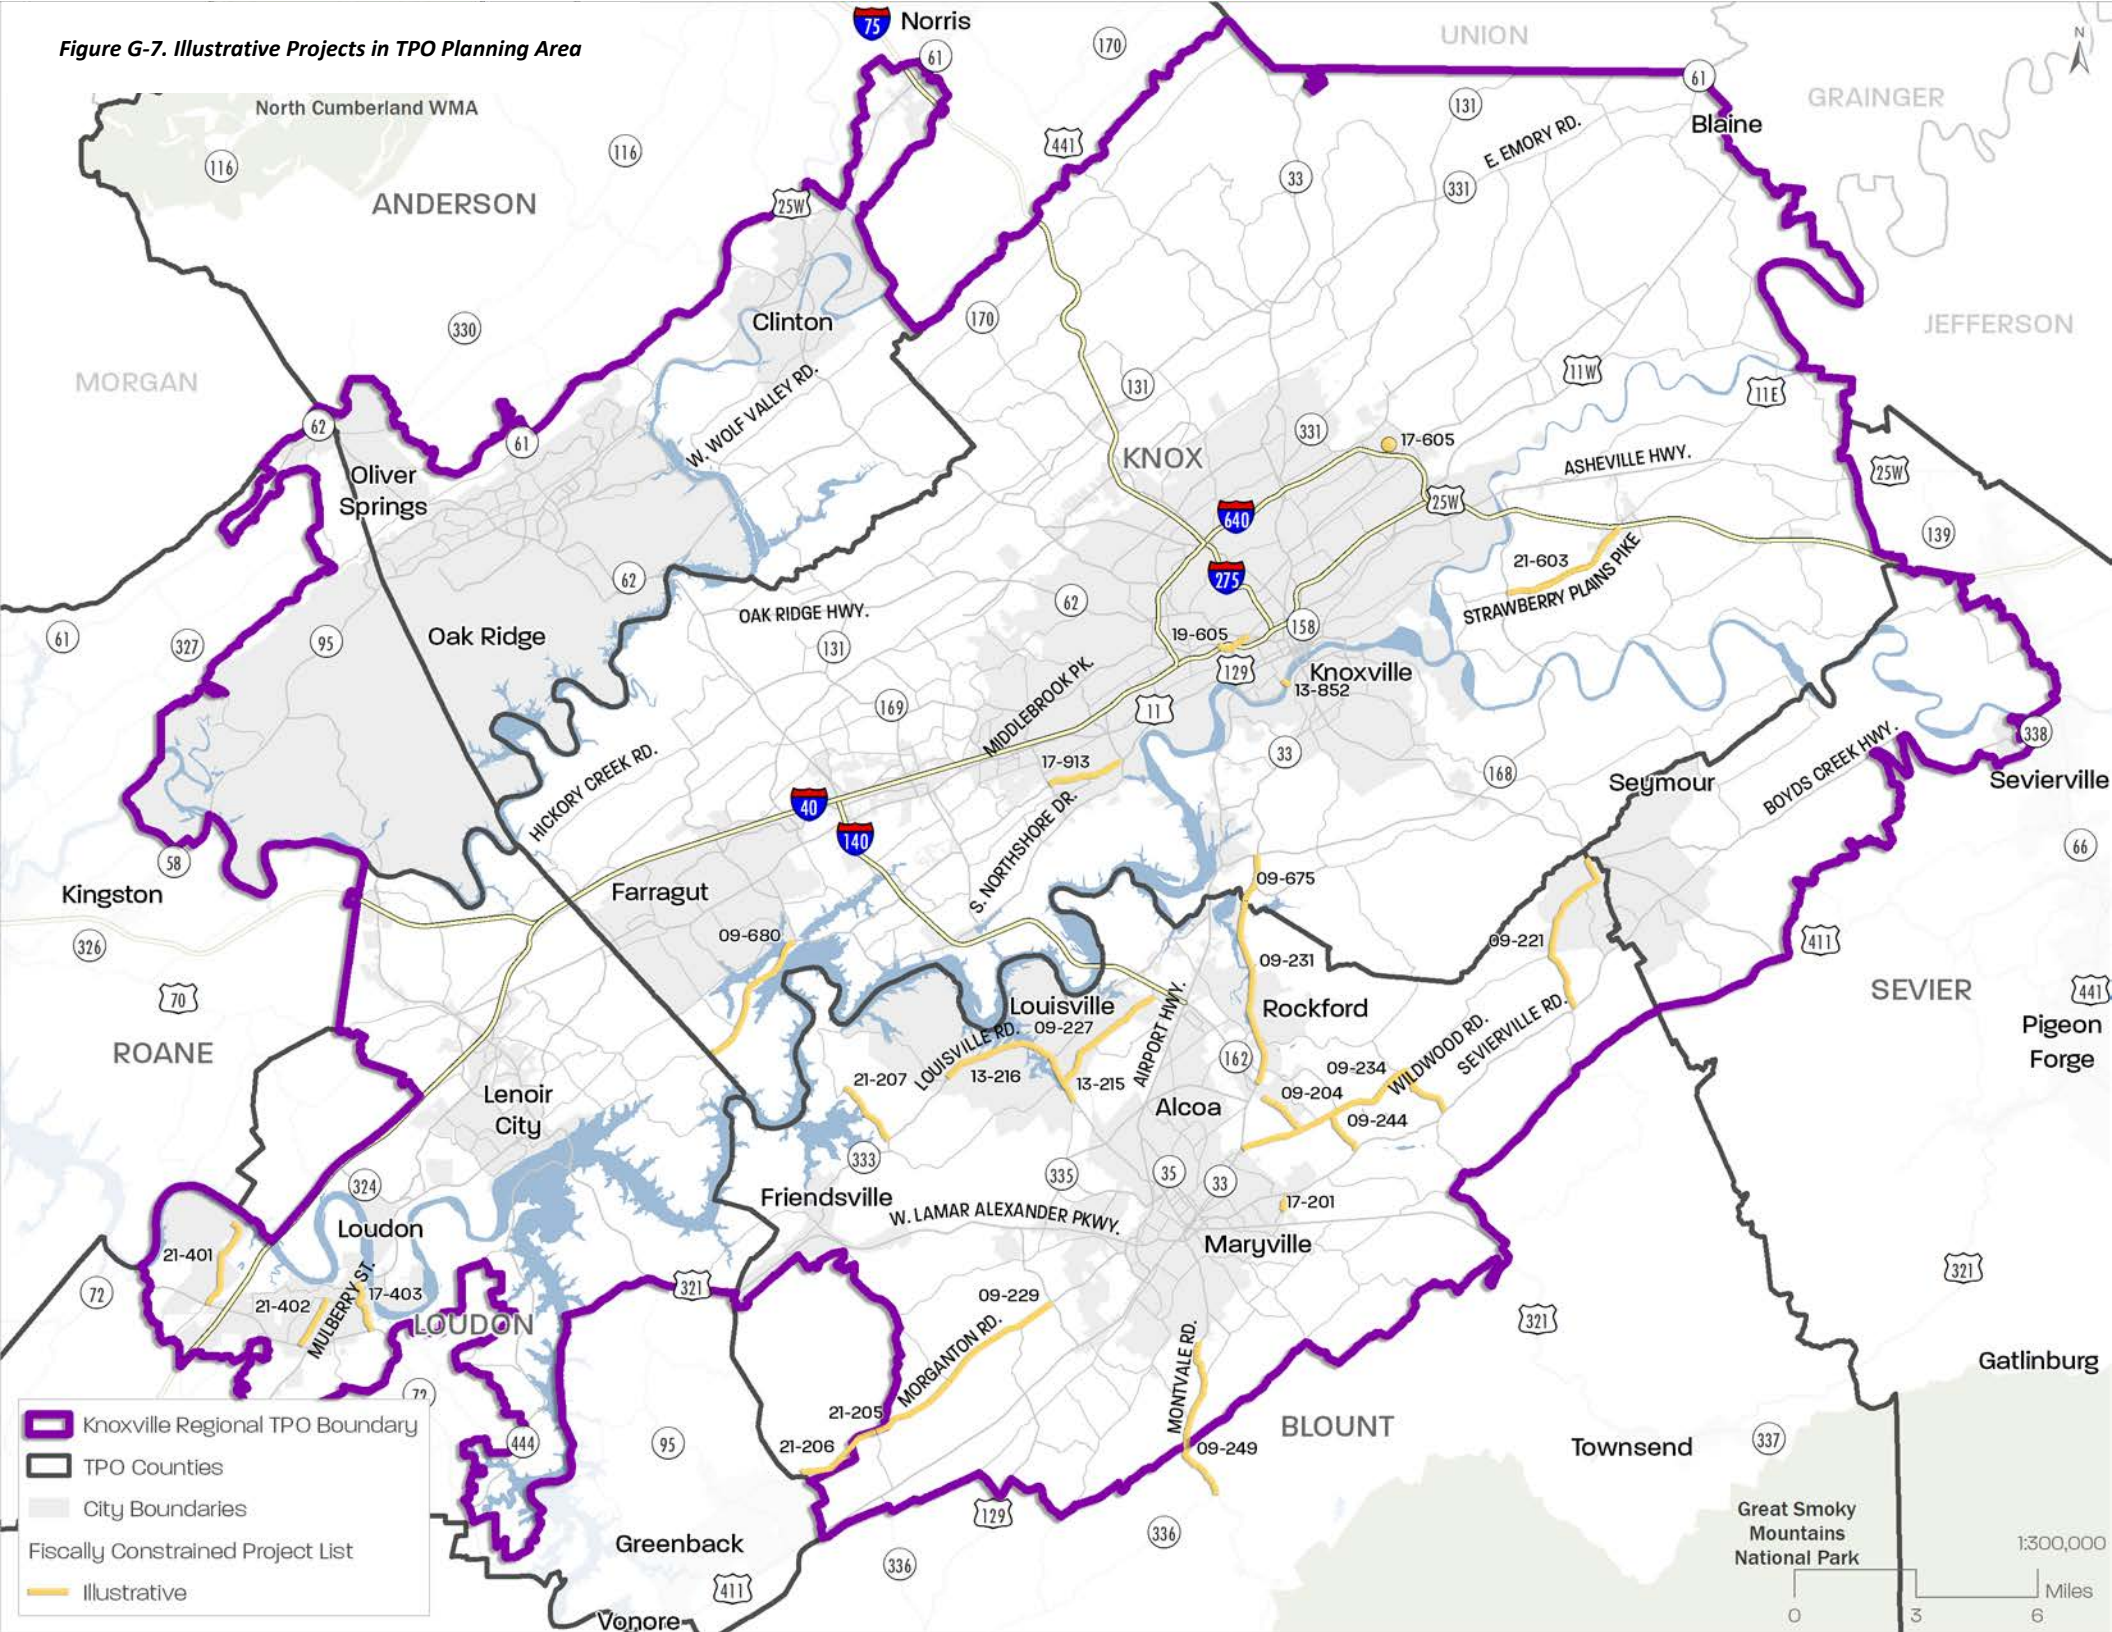 Figure G-7. Illustrative Projects in TPO Planning Area
75
Norris
61
170
UNION
N
61
GRAINGER
North Cumberland WMA
116
116
441
131
Blaine
E. EMORY RD.
33
331
ANDERSON
25W
Clinton
170
330
JEFFERSON
MORGAN
W. WOLF VALLEY RD.
131
11W
11E
62
61
Oliver
Springs
KNOX
331
17-605
ASHEVILLE HWY.
25W
25W
640
139
275
21-603
STRAWBERRY PLAINS PIKE
62
62
OAK RIDGE HWY.
61
327
95
Oak Ridge
131
19-605
158
129
Knoxville
13-852
MIDDLEBROOK PK.
169
11
33
338
HICKORY CREEK RD.
17-913
168
Seymour
BOYDS CREEK HWY.
Sevierville
40
140
S. NORTHSHORE DR.
66
58
Kingston
Farragut
09-675
326
09-680
09-221
411
09-231
70
Louisville
Rockford
SEVIER
441
LOUISVILLE RD.
09-227
AIRPORT HWY.
SEVIERVILLE RD.
Pigeon
Forge
ROANE
162
WILDWOOD RD.
09-234
21-207
13-216
13-215
09-204
Lenoir
City
Alcoa
09-244
333
335
35
33
324
Friendsville
17-201
Loudon
W. LAMAR ALEXANDER PKWY.
Maryville
21-401
72
321
321
321
21-402
MULBERRY ST.
17-403
09-229
LOUDON
MORGANTON RD.
MONTVALE RD.
Gatlinburg
72
21-205
BLOUNT
444
95
21-206
09-249
Townsend
337
Knoxville Regional TPO Boundary
TPO Counties
City Boundaries
Fiscally Constrained Project List
Illustrative
129
336
Great Smoky
Mountains
National Park
Greenback
336
411
Vonore
1:300,000
Miles
0 3 6